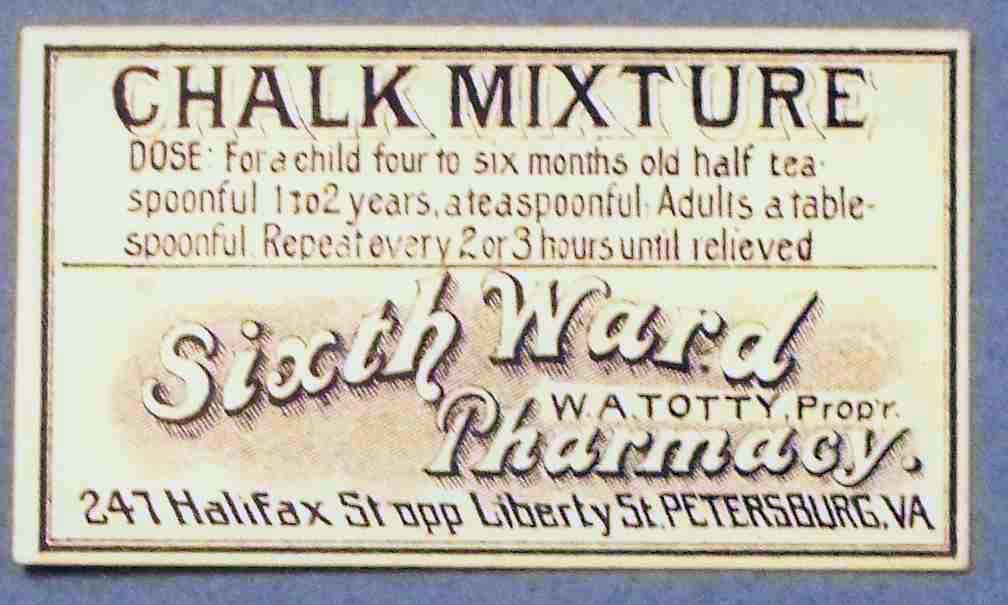 CHALK MIXTURE
DOSE: For a child four to six months old half tea-
spoonful 1 to 2 years, a teaspoonful. Adults a table-
spoonful. Repeat every 2 or 3 hours until relieved
Sixth Ward
W. A. TOTTY, Prop'r.
Pharmacy.
247 Halifax St opp Liberty St. PETERSBURG, VA